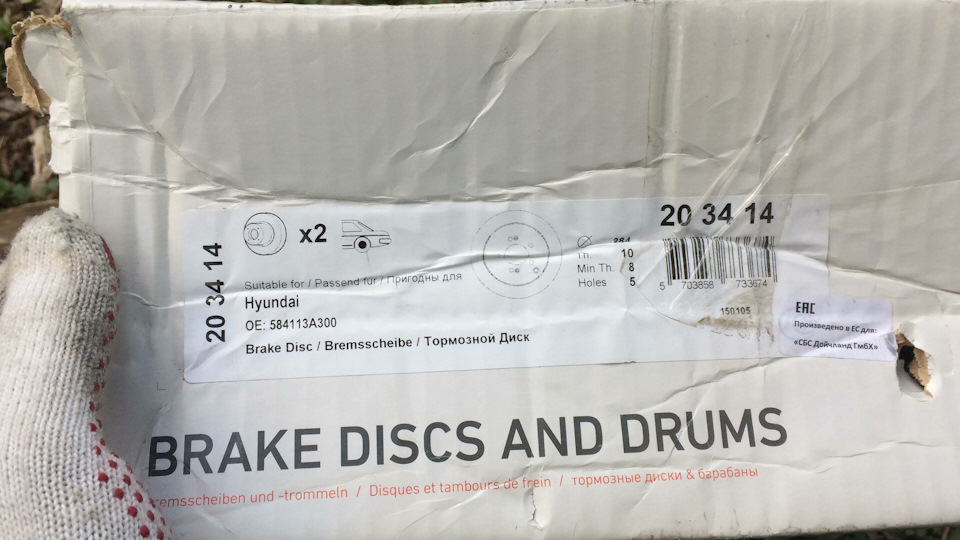 20 34 14
x2
Suitable for / Passend für / Пригодны для
Hyundai
OE: 584113A300
Brake Disc / Bremsscheibe / Тормозной Диск
284
Th. 10
Min Th. 8
Holes 5
20 34 14
5 703858 733674
150105
EAC
Произведено в ЕС для:
«СБС Дойчланд ГмбХ»
BRAKE DISCS AND DRUMS
remsscheiben und -trommeln / Disques et tambours de frein / тормозные диски & барабаны